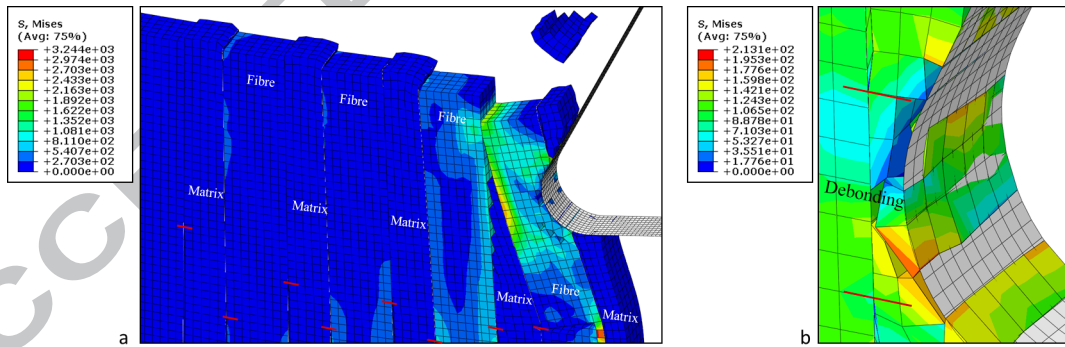 S, Mises
(Avg: 75%)
+3.244e+03
+2.974e+03
+2.703e+03
+2.433e+03
+2.163e+03
+1.892e+03
+1.622e+03
+1.352e+03
+1.081e+03
+8.110e+02
+5.407e+02
+2.703e+02
+0.000e+00
Fibre
Fibre
Fibre
Matrix
Matrix
Matrix
Matrix
Fibre
Matrix
a
S, Mises
(Avg: 75%)
+2.131e+02
+1.953e+02
+1.776e+02
+1.598e+02
+1.421e+02
+1.243e+02
+1.065e+02
+8.878e+01
+7.103e+01
+5.327e+01
+3.551e+01
+1.776e+01
+0.000e+00
Debonding
b